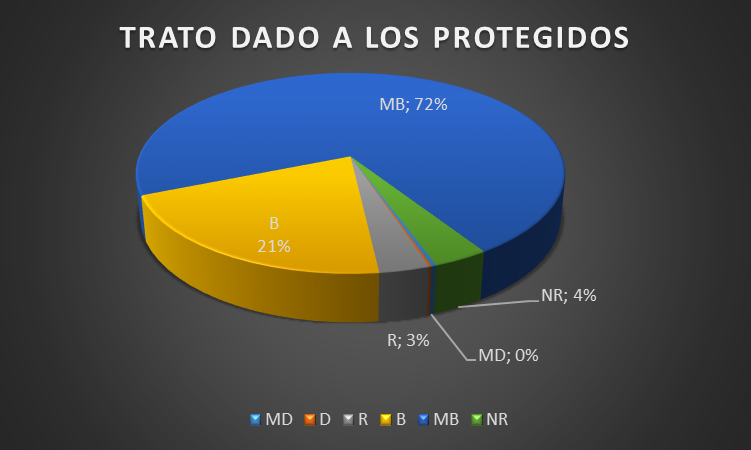 TRATO DADO A LOS PROTEGIDOS
MB; 72%
B
21%
NR; 4%
R; 3%
MD; 0%
MD D R B MB NR